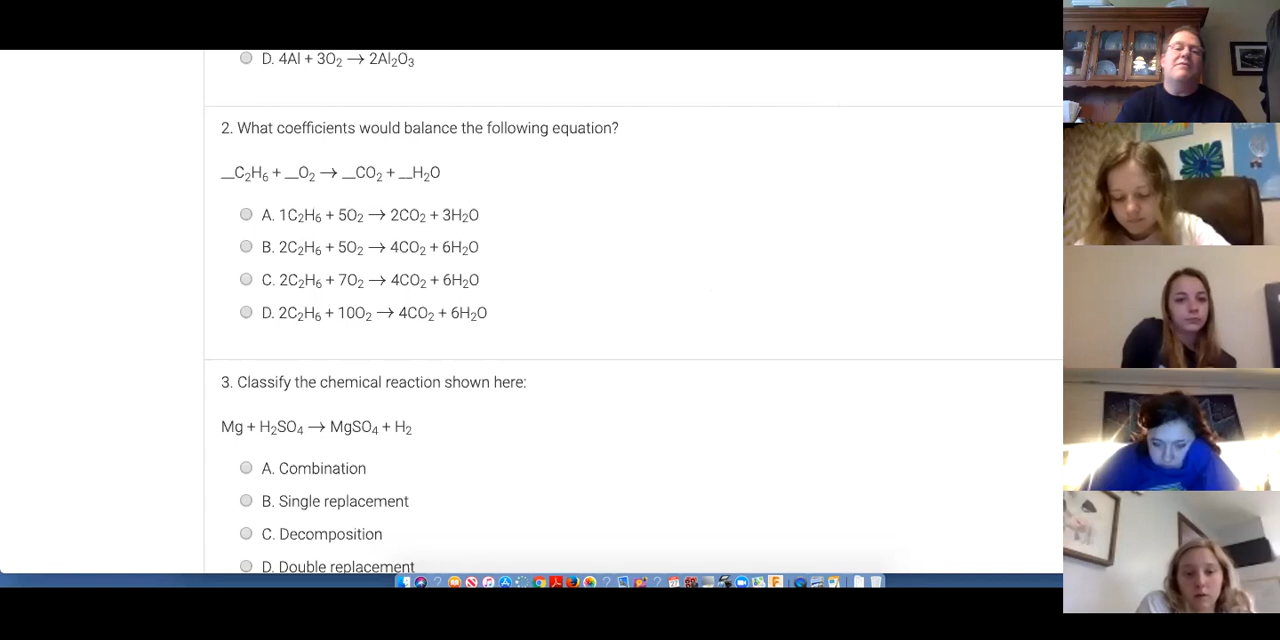 D. 4Al + 3O₂ → 2Al₂O₃
2. What coefficients would balance the following equation?
__C₂H₆ + __O₂ → __CO₂ + __H₂O
A. 1C₂H₆ + 5O₂ → 2CO₂ + 3H₂O
B. 2C₂H₆ + 5O₂ → 4CO₂ + 6H₂O
C. 2C₂H₆ + 7O₂ → 4CO₂ + 6H₂O
D. 2C₂H₆ + 10O₂ → 4CO₂ + 6H₂O
3. Classify the chemical reaction shown here:
Mg + H₂SO₄ → MgSO₄ + H₂
A. Combination
B. Single replacement
C. Decomposition
D. Double replacement